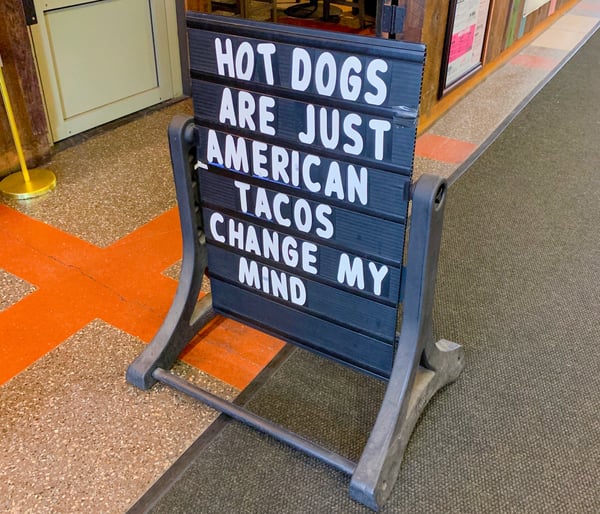 HOT DOGS
ARE JUST
AMERICAN
TACOS
CHANGE MY
MIND